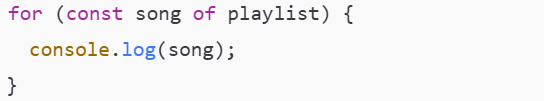 for (const song of playlist) {
  console.log(song);
}